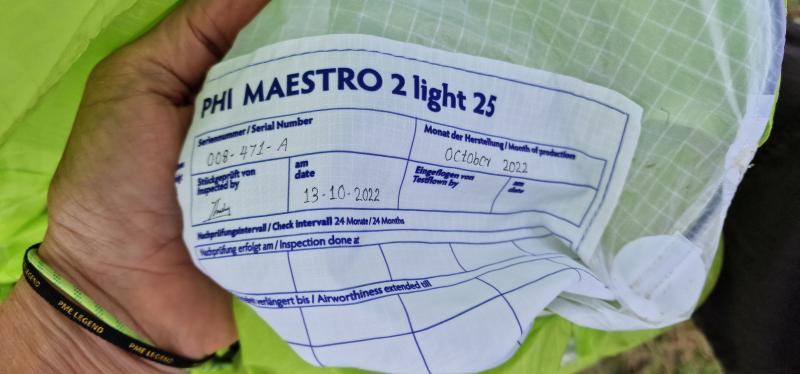 PHI MAESTRO 2 light 25
Seriennummer / Serial Number
008-471-A
Monat der Herstellung / Month of production
October 2022
Stückgeprüft von
Inspected by
am
date
13-10-2022
Eingeflogen von
Testflown by
am
date
Nachprüfungsintervall / Check Intervall 24 Monate / 24 Months
Nachprüfung erfolgt am / Inspection done at
verlängert bis / Airworthiness extended till
PME LEGEND
PME LEGEND